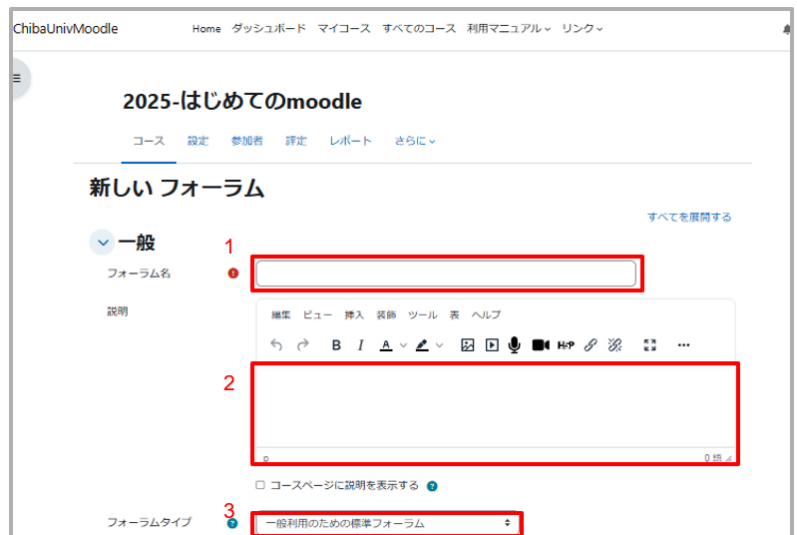 ChibaUnivMoodle Home ダッシュボード マイコース すべてのコース 利用マニュアル リンク
2025-はじめてのmoodle
コース 設定 参加者 評定 レポート さらに
新しい フォーラム
すべてを展開する
一般
1
フォーラム名
説明
編集 ビュー 挿入 装飾 ツール 表 ヘルプ
B I A H5P
2
p 0 語
コースページに説明を表示する
3
フォーラムタイプ 一般利用のための標準フォーラム